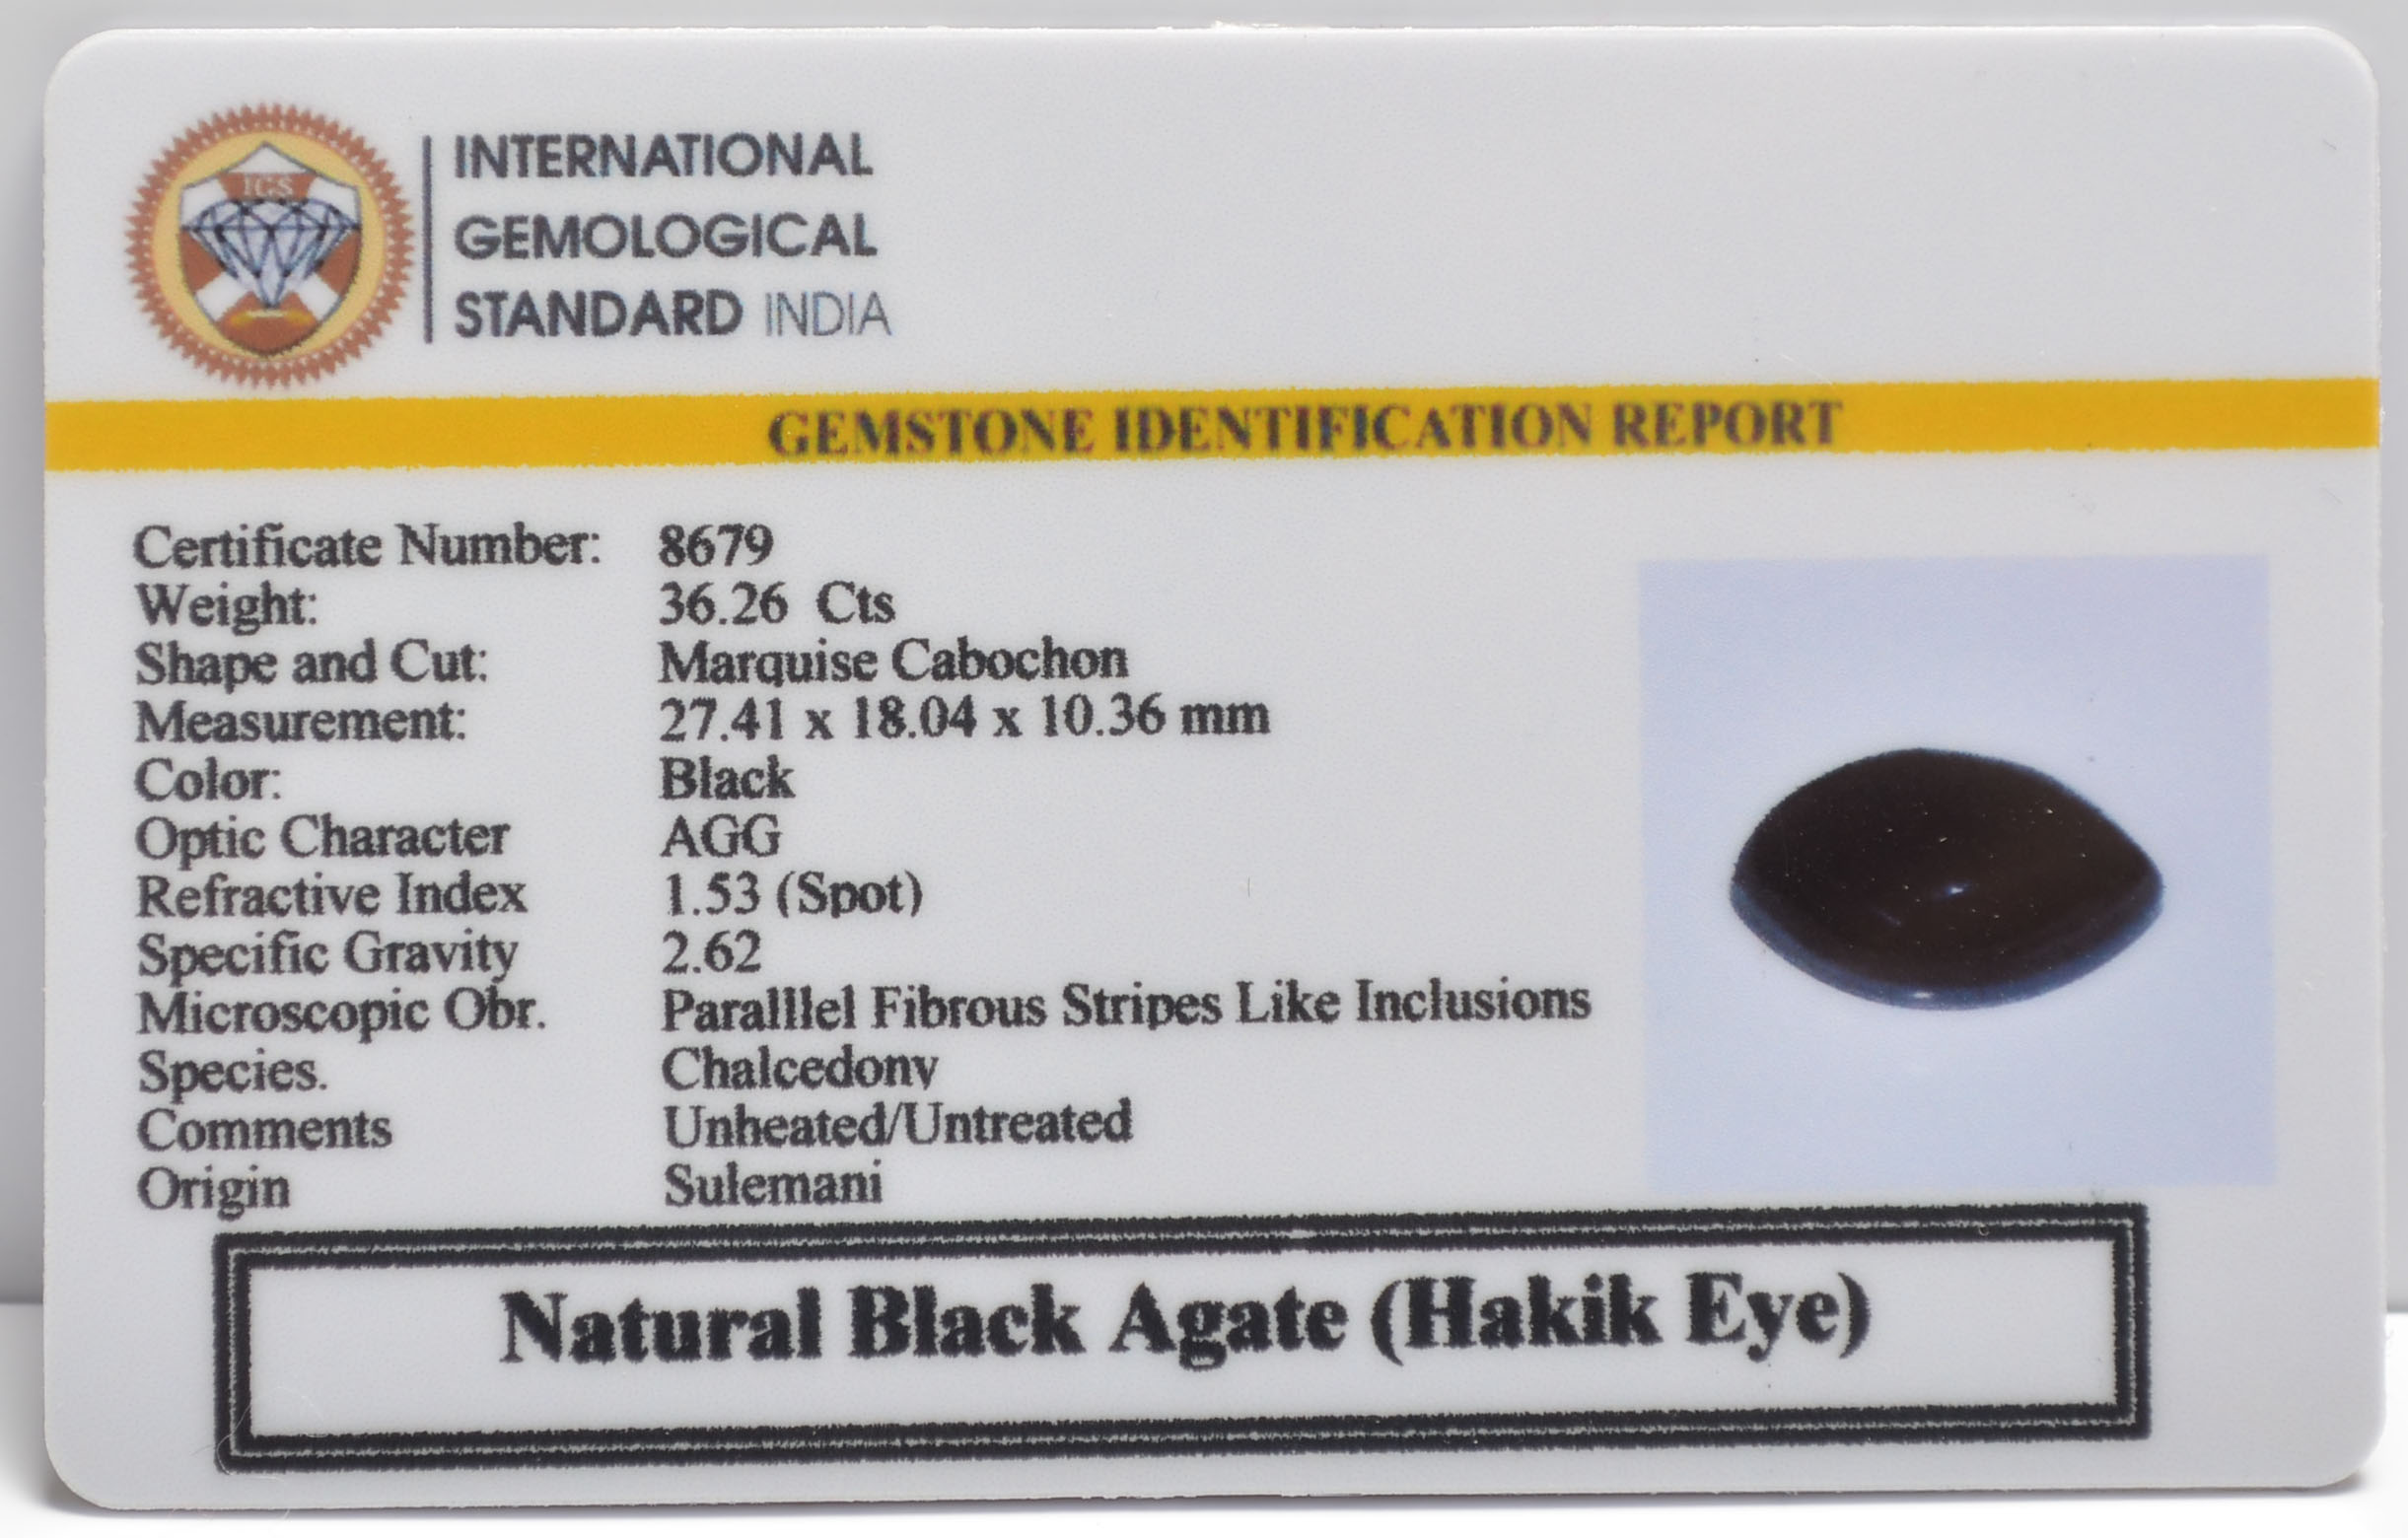 IGS
INTERNATIONAL
GEMOLOGICAL
STANDARD INDIA
GEMSTONE IDENTIFICATION REPORT
Certificate Number: 8679
Weight: 36.26 Cts
Shape and Cut: Marquise Cabochon
Measurement: 27.41 x 18.04 x 10.36 mm
Color: Black
Optic Character AGG
Refractive Index 1.53 (Spot)
Specific Gravity 2.62
Microscopic Obr. Paralllel Fibrous Stripes Like Inclusions
Species. Chalcedony
Comments Unheated/Untreated
Origin Sulemani
Natural Black Agate (Hakik Eye)